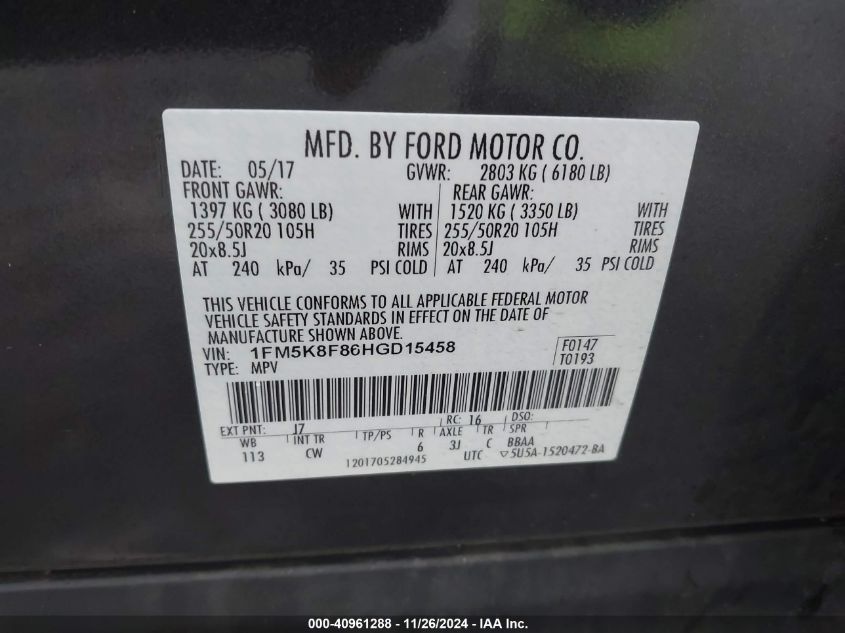 MFD. BY FORD MOTOR CO.
DATE: 05/17 GVWR: 2803 KG ( 6180 LB)
FRONT GAWR: REAR GAWR:
1397 KG ( 3080 LB) WITH 1520 KG ( 3350 LB) WITH
255/50R20 105H TIRES 255/50R20 105H TIRES
20x8.5J RIMS 20x8.5J RIMS
AT 240 kPa/ 35 PSI COLD AT 240 kPa/ 35 PSI COLD
THIS VEHICLE CONFORMS TO ALL APPLICABLE FEDERAL MOTOR
VEHICLE SAFETY STANDARDS IN EFFECT ON THE DATE OF
MANUFACTURE SHOWN ABOVE.
VIN: 1FM5K8F86HGD15458 F0147
TYPE: MPV T0193
EXT PNT: J7 RC: 16 DSO:
WB INT TR TP/PS R AXLE TR SPR
113 CW 6 3J C BBAA
1201705284945 UTC ▽5U5A-1520472-BA
000-40961288 - 11/26/2024 - IAA Inc.